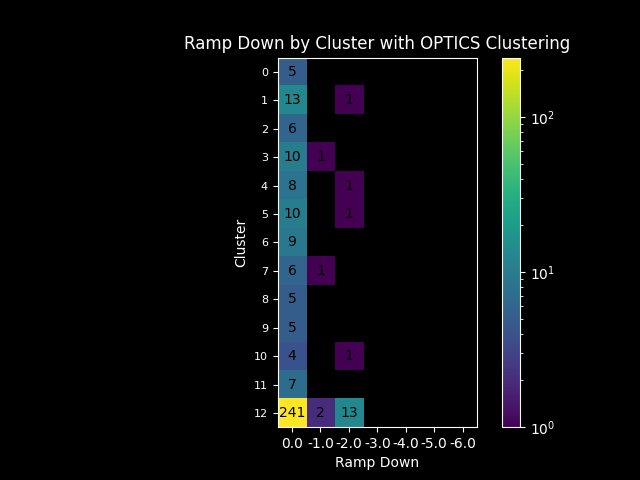 Ramp Down by Cluster with OPTICS Clustering
0 5
1 13 1
2 6
3 10 1
4 8 1
5 10 1
6 9
7 6 1
8 5
9 5
10 4 1
11 7
12 241 2 13
0.0 -1.0 -2.0 -3.0 -4.0 -5.0 -6.0
Ramp Down
Cluster
10²
10¹
10⁰